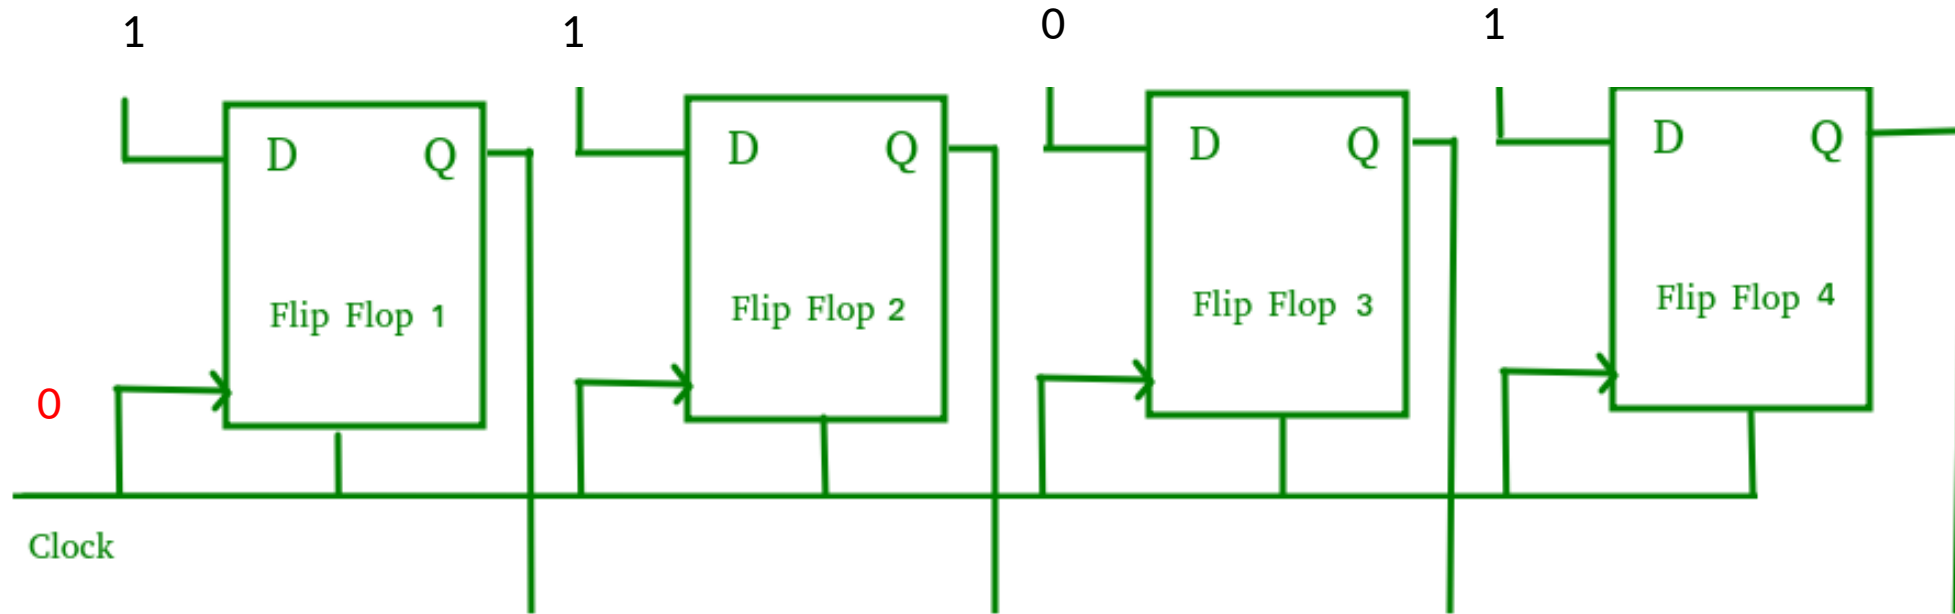 1 1 0 1
D Q D Q D Q D Q
Flip Flop 1 Flip Flop 2 Flip Flop 3 Flip Flop 4
0
Clock